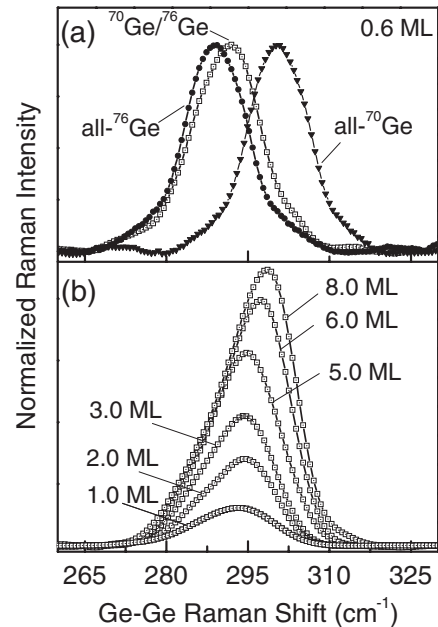 (a)
⁷⁰Ge/⁷⁶Ge
0.6 ML
all-⁷⁶Ge
all-⁷⁰Ge
Normalized Raman Intensity
(b)
8.0 ML
6.0 ML
5.0 ML
3.0 ML
2.0 ML
1.0 ML
265 280 295 310 325
Ge-Ge Raman Shift (cm⁻¹)